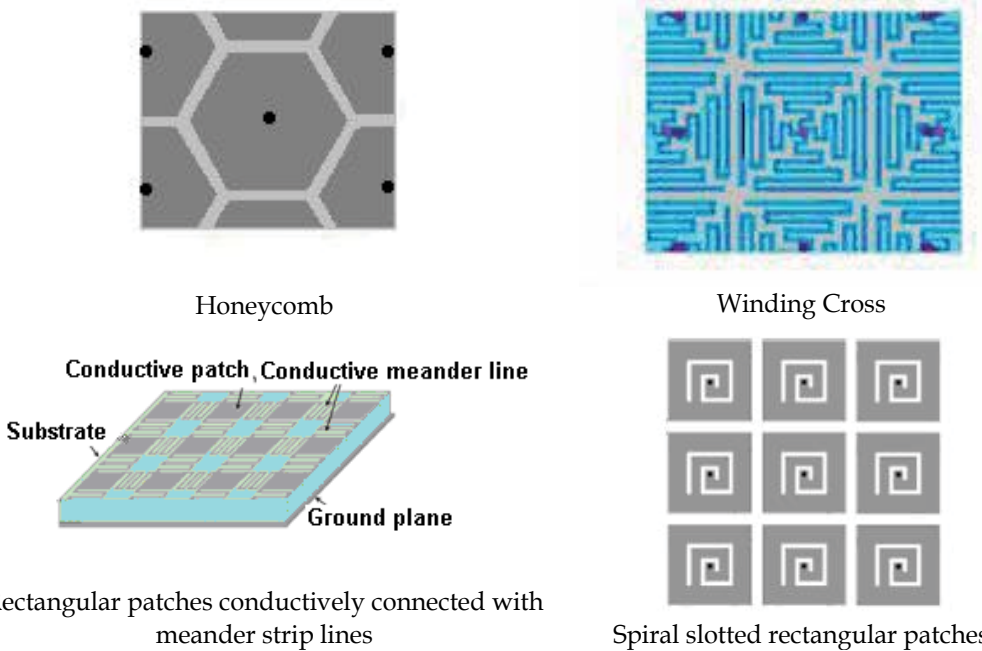 Honeycomb
Winding Cross
Conductive patch, Conductive meander line
Substrate
Ground plane
ectangular patches conductively connected with
meander strip lines
Spiral slotted rectangular patches